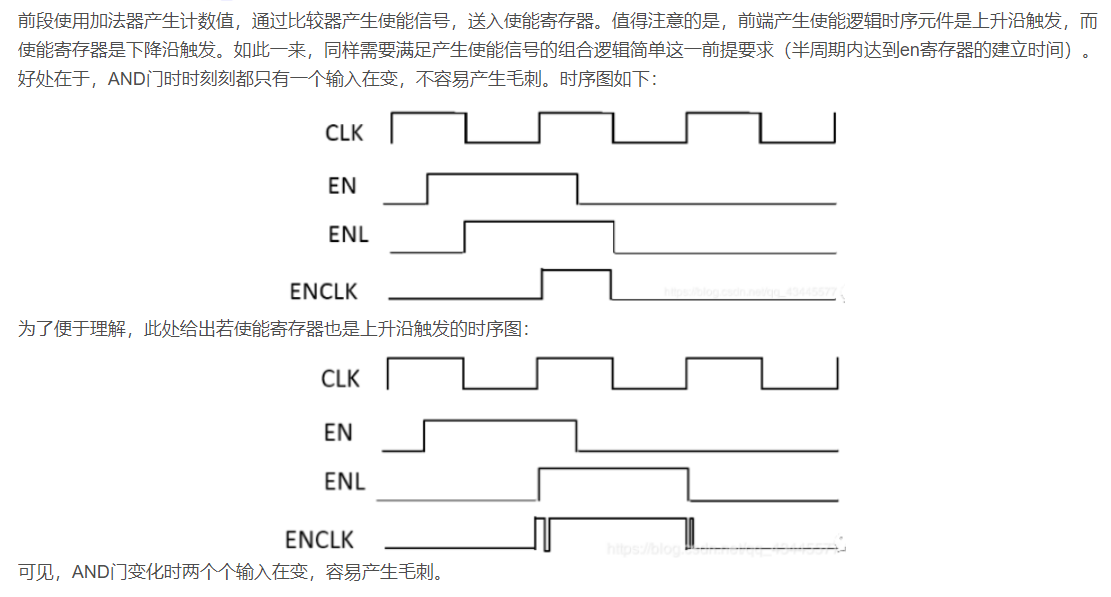 前段使用加法器产生计数值，通过比较器产生使能信号，送入使能寄存器。值得注意的是，前端产生使能逻辑时序元件是上升沿触发，而
使能寄存器是下降沿触发。如此一来，同样需要满足产生使能信号的组合逻辑简单这一前提要求（半周期内达到en寄存器的建立时间）。
好处在于，AND门时时刻刻都只有一个输入在变，不容易产生毛刺。时序图如下：
CLK
EN
ENL
ENCLK
https://blog.csdn.net/qq_43445577
为了便于理解，此处给出若使能寄存器也是上升沿触发的时序图：
CLK
EN
ENL
ENCLK
https://blog.csdn.net/qq_43445577
可见，AND门变化时两个个输入在变，容易产生毛刺。